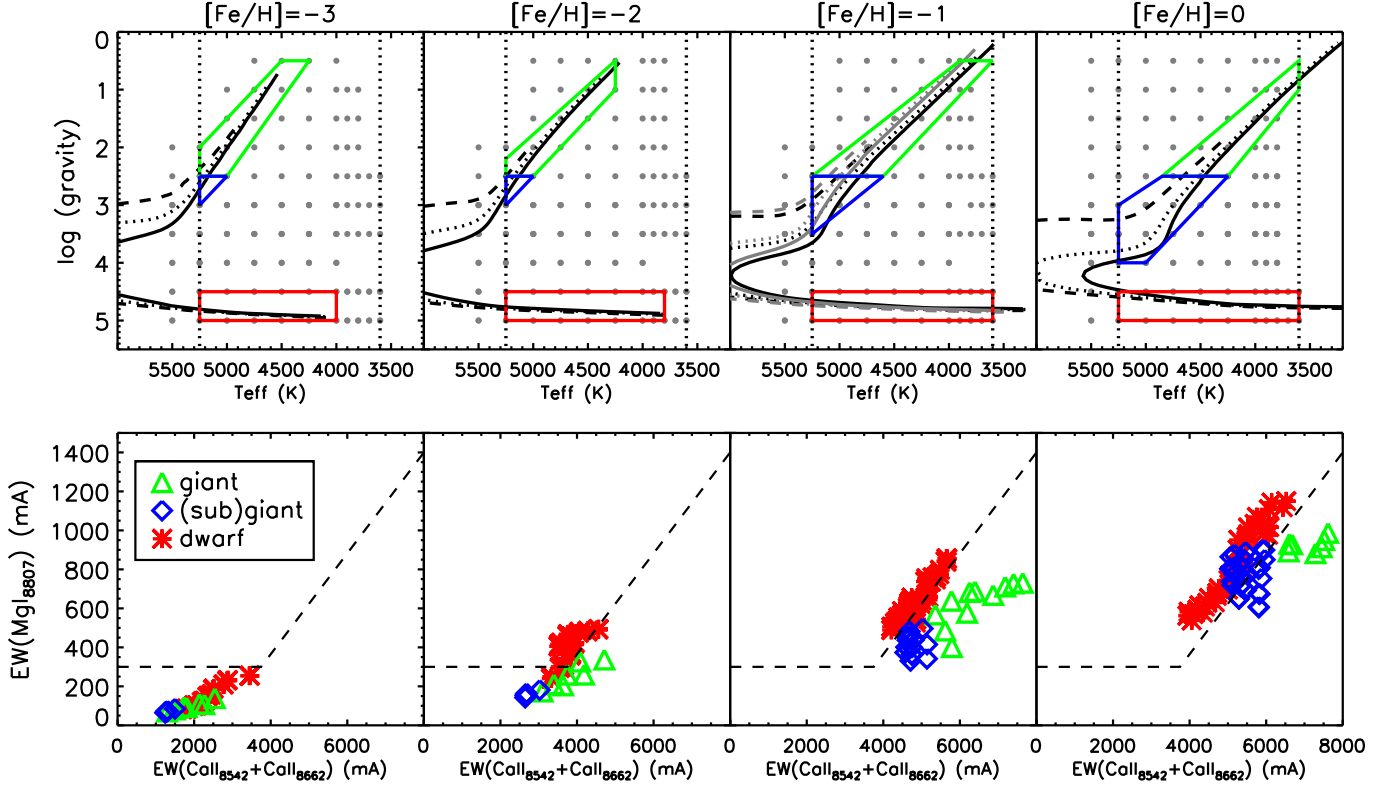 [Fe/H]=−3 [Fe/H]=−2 [Fe/H]=−1 [Fe/H]=0
0
1
2
3
4
5
log (gravity)
5500 5000 4500 4000 3500 5500 5000 4500 4000 3500 5500 5000 4500 4000 3500 5500 5000 4500 4000 3500
Teff (K) Teff (K) Teff (K) Teff (K)
1400
1200
1000
800
600
400
200
0
EW(MgI8807) (mA)
giant
(sub)giant
dwarf
0 2000 4000 6000 0 2000 4000 6000 0 2000 4000 6000 0 2000 4000 6000 8000
EW(CaII8542+CaII8662) (mA) EW(CaII8542+CaII8662) (mA) EW(CaII8542+CaII8662) (mA) EW(CaII8542+CaII8662) (mA)